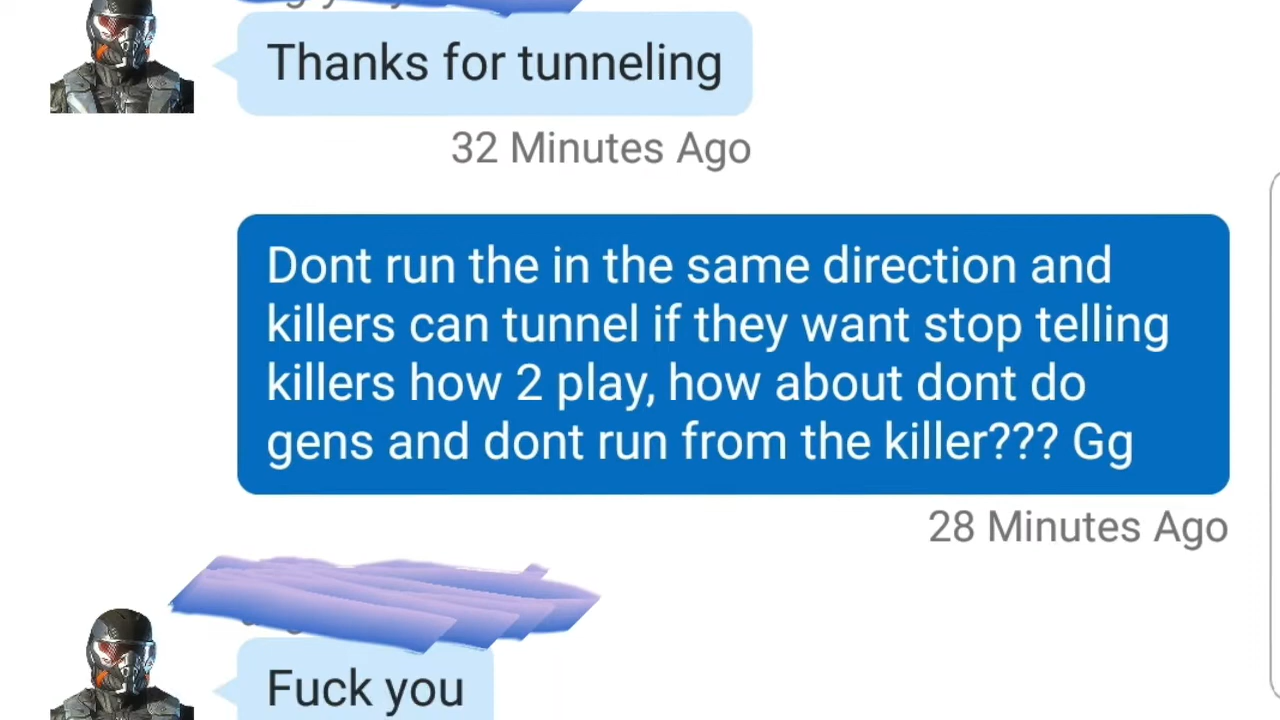 Thanks for tunneling
32 Minutes Ago
Dont run the in the same direction and
killers can tunnel if they want stop telling
killers how 2 play, how about dont do
gens and dont run from the killer??? Gg
28 Minutes Ago
Fuck you